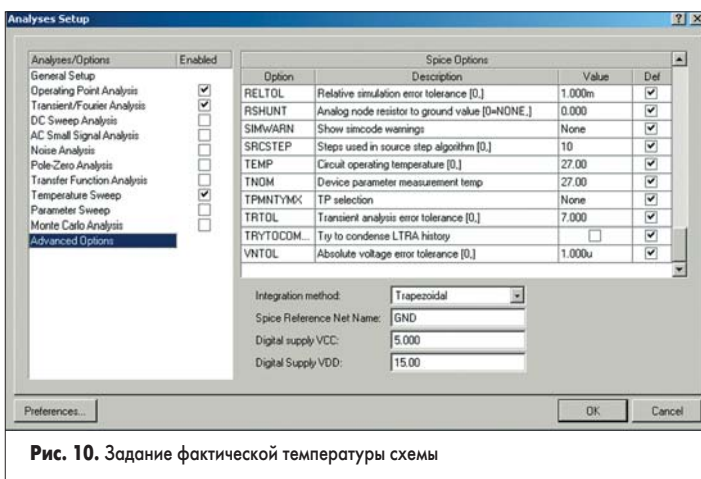 Analyses Setup
Analyses/Options Enabled
General Setup
Operating Point Analysis
Transient/Fourier Analysis
DC Sweep Analysis
AC Small Signal Analysis
Noise Analysis
Pole-Zero Analysis
Transfer Function Analysis
Temperature Sweep
Parameter Sweep
Monte Carlo Analysis
Advanced Options
Spice Options
Option Description Value Def
RELTOL Relative simulation error tolerance [0,] 1.000m
RSHUNT Analog node resistor to ground value [0=NONE,] 0.000
SIMWARN Show simcode warnings None
SRCSTEP Steps used in source step algorithm [0,] 10
TEMP Circuit operating temperature [0,] 27.00
TNOM Device parameter measurement temp 27.00
TPMNTYMX TP selection None
TRTOL Transient analysis error tolerance [0,] 7.000
TRYTOCOM... Try to condense LTRA history
VNTOL Absolute voltage error tolerance [0,] 1.000u
Integration method: Trapezoidal
Spice Reference Net Name: GND
Digital supply VCC: 5.000
Digital Supply VDD: 15.00
Preferences... OK Cancel
Рис. 10. Задание фактической температуры схемы